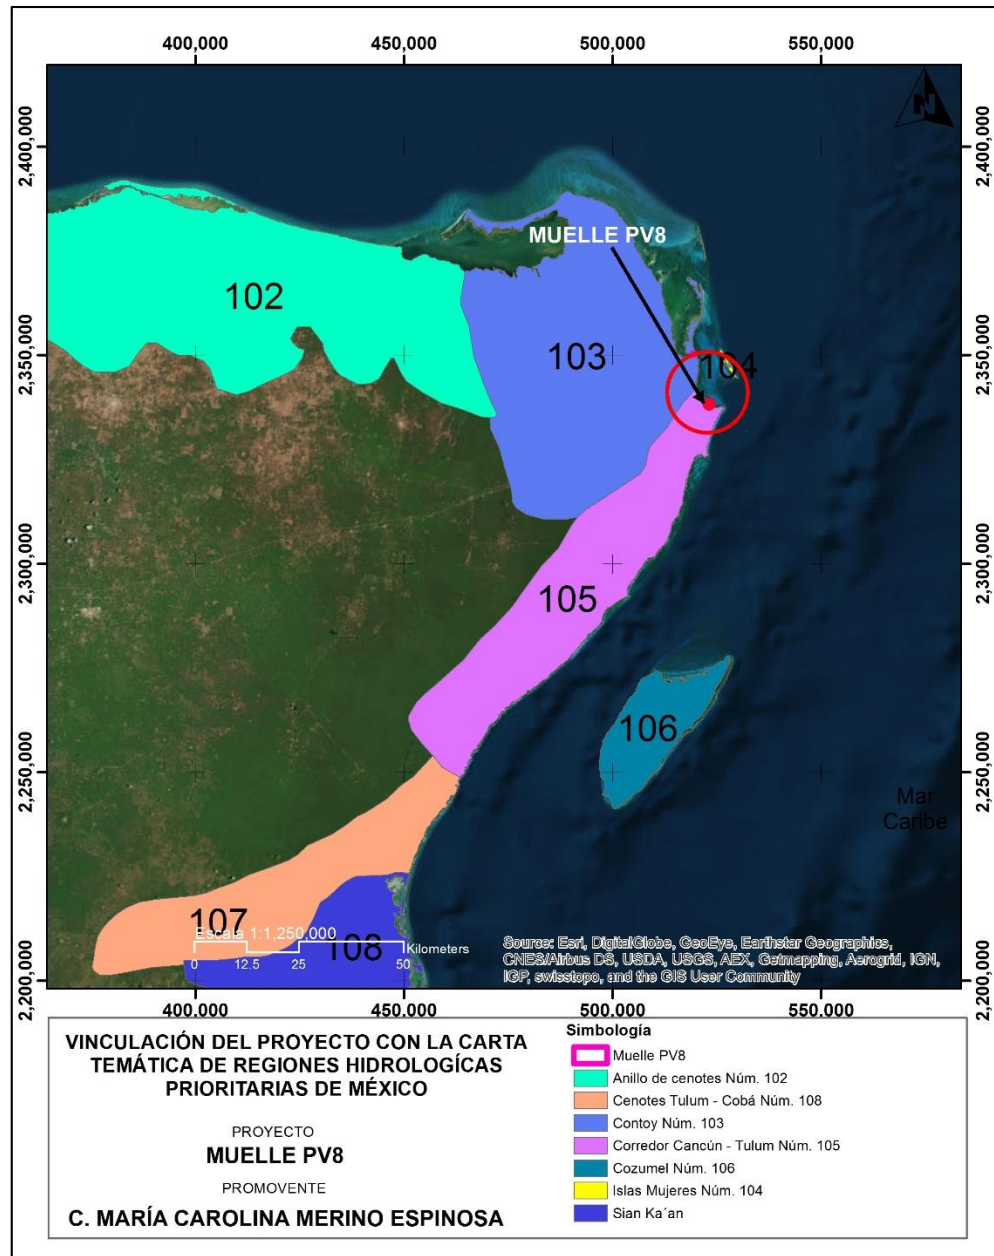 400,000 450,000 500,000 550,000
N
2,400,000 2,400,000
MUELLE PV8
102
103
2,350,000 2,350,000
104
2,300,000 2,300,000
105
106
2,250,000 2,250,000
Mar
Caribe
107
Escala 1:1,250,000
108
Kilometers
0 12.5 25 50
Source: Esri, DigitalGlobe, GeoEye, Earthstar Geographics,
CNES/Airbus DS, USDA, USGS, AEX, Getmapping, Aerogrid, IGN,
IGP, swisstopo, and the GIS User Community
2,200,000 2,200,000
400,000 450,000 500,000 550,000
VINCULACIÓN DEL PROYECTO CON LA CARTA
TEMÁTICA DE REGIONES HIDROLOGÍCAS
PRIORITARIAS DE MÉXICO
PROYECTO
MUELLE PV8
PROMOVENTE
C. MARÍA CAROLINA MERINO ESPINOSA
Simbología
Muelle PV8
Anillo de cenotes Núm. 102
Cenotes Tulum - Cobá Núm. 108
Contoy Núm. 103
Corredor Cancún - Tulum Núm. 105
Cozumel Núm. 106
Islas Mujeres Núm. 104
Sian Ka´an